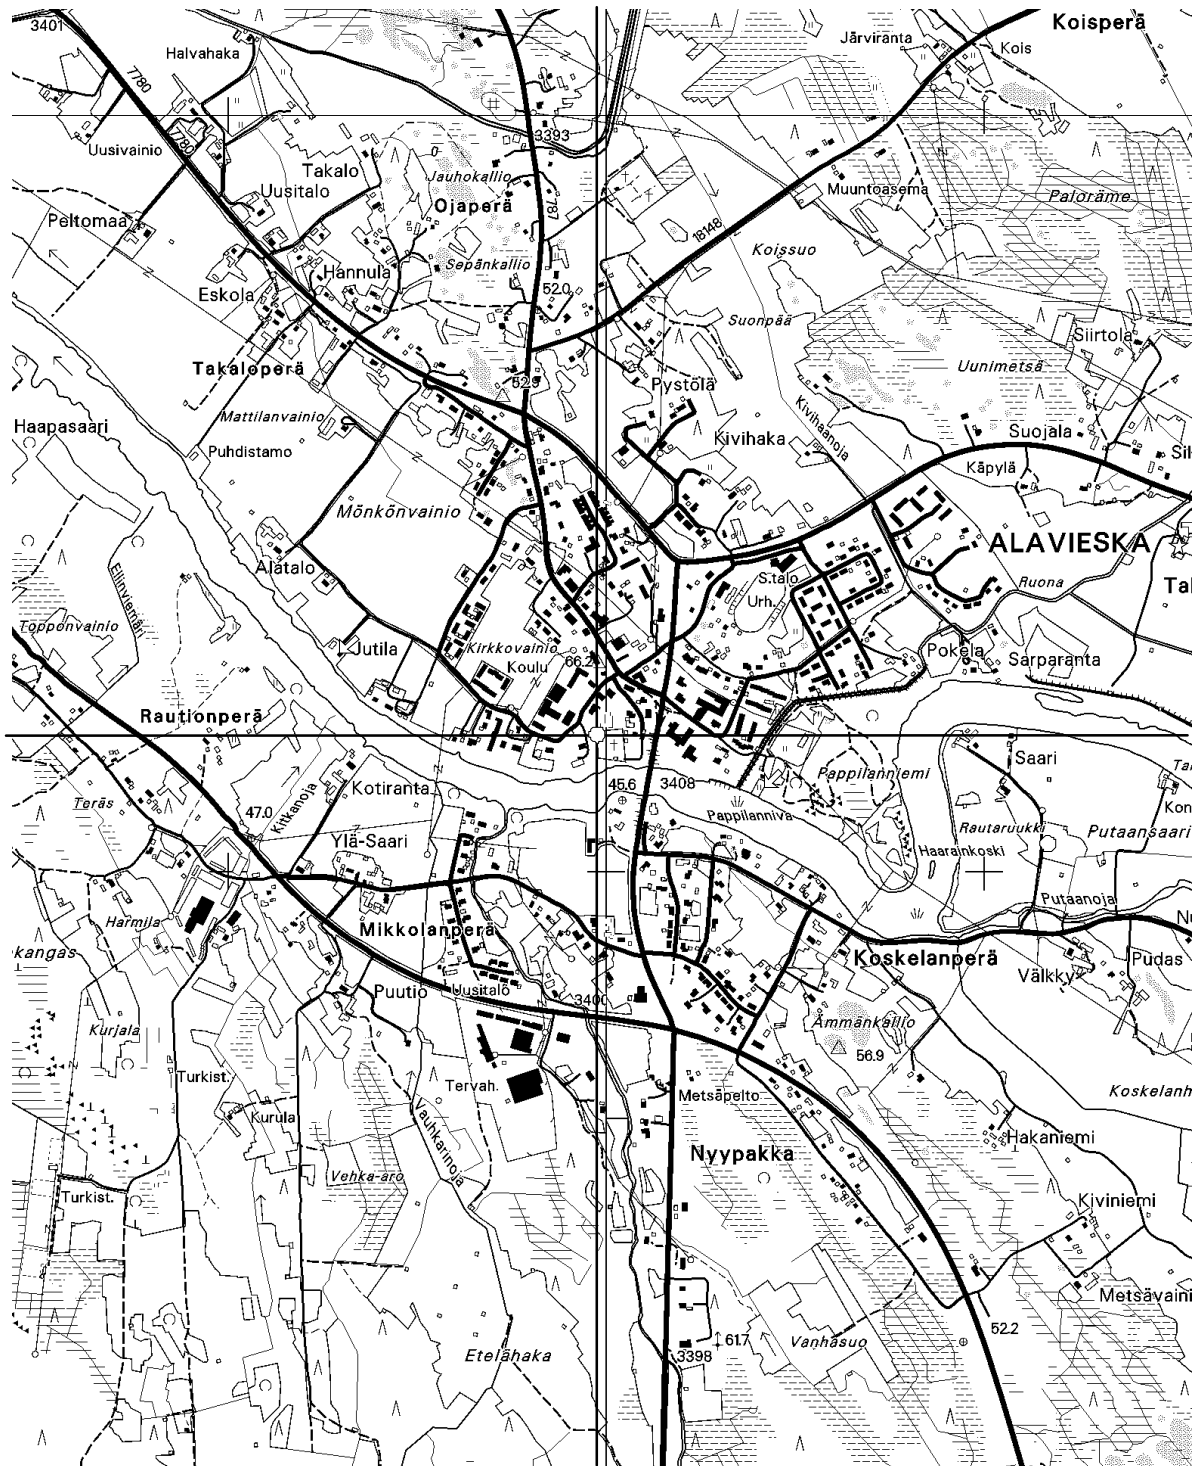 3401
Koisperä
Järviranta
Kois
Halvahaka
7780
3393
7780
Uusivainio
Takalo
Uusitalo
Jauhokallio
Ojaperä
787
Muuntoasema
Paloräme
Peltomaa
18148
Koissuo
Hannula
Sepänkallio
Eskola
52.0
Suonpää
Siirtola
Takaloperä
Uunimetsä
52.9
Pystölä
Mattilanvainio
Kivihaanoja
Haapasaari
Kivihaka
Suojala
Puhdistamo
Käpylä
Mönkönvainio
ALAVIESKA
Alatalo
S.talo
Urh.
Ruona
Eliinviemäri
Topponvainio
Jutila
Kirkkovainio
Koulu
66.2
Pokela
Sarparanta
Rautionperä
Saari
Kotiranta
45.6
3408
Pappilanniemi
Teräs
47.0
Kitkanoja
Pappilanniva
Rautaruukki
Putaansaari
Ylä-Saari
Haarainkoski
Putaanoja
Harmila
Mikkolanperä
Koskelanperä
kangas
Välkky
Pudas
Puutio
Uusitalo
3400
Kurjala
Ämmänkallio
56.9
Turkist.
Tervah.
Metsäpelto
Kurula
Vauhkarinoja
Hakaniemi
Nyypakka
Vehka-aro
Turkist.
Kiviniemi
Metsävaini
52.2
61.7
Vanhasuo
Etelähaka
3398